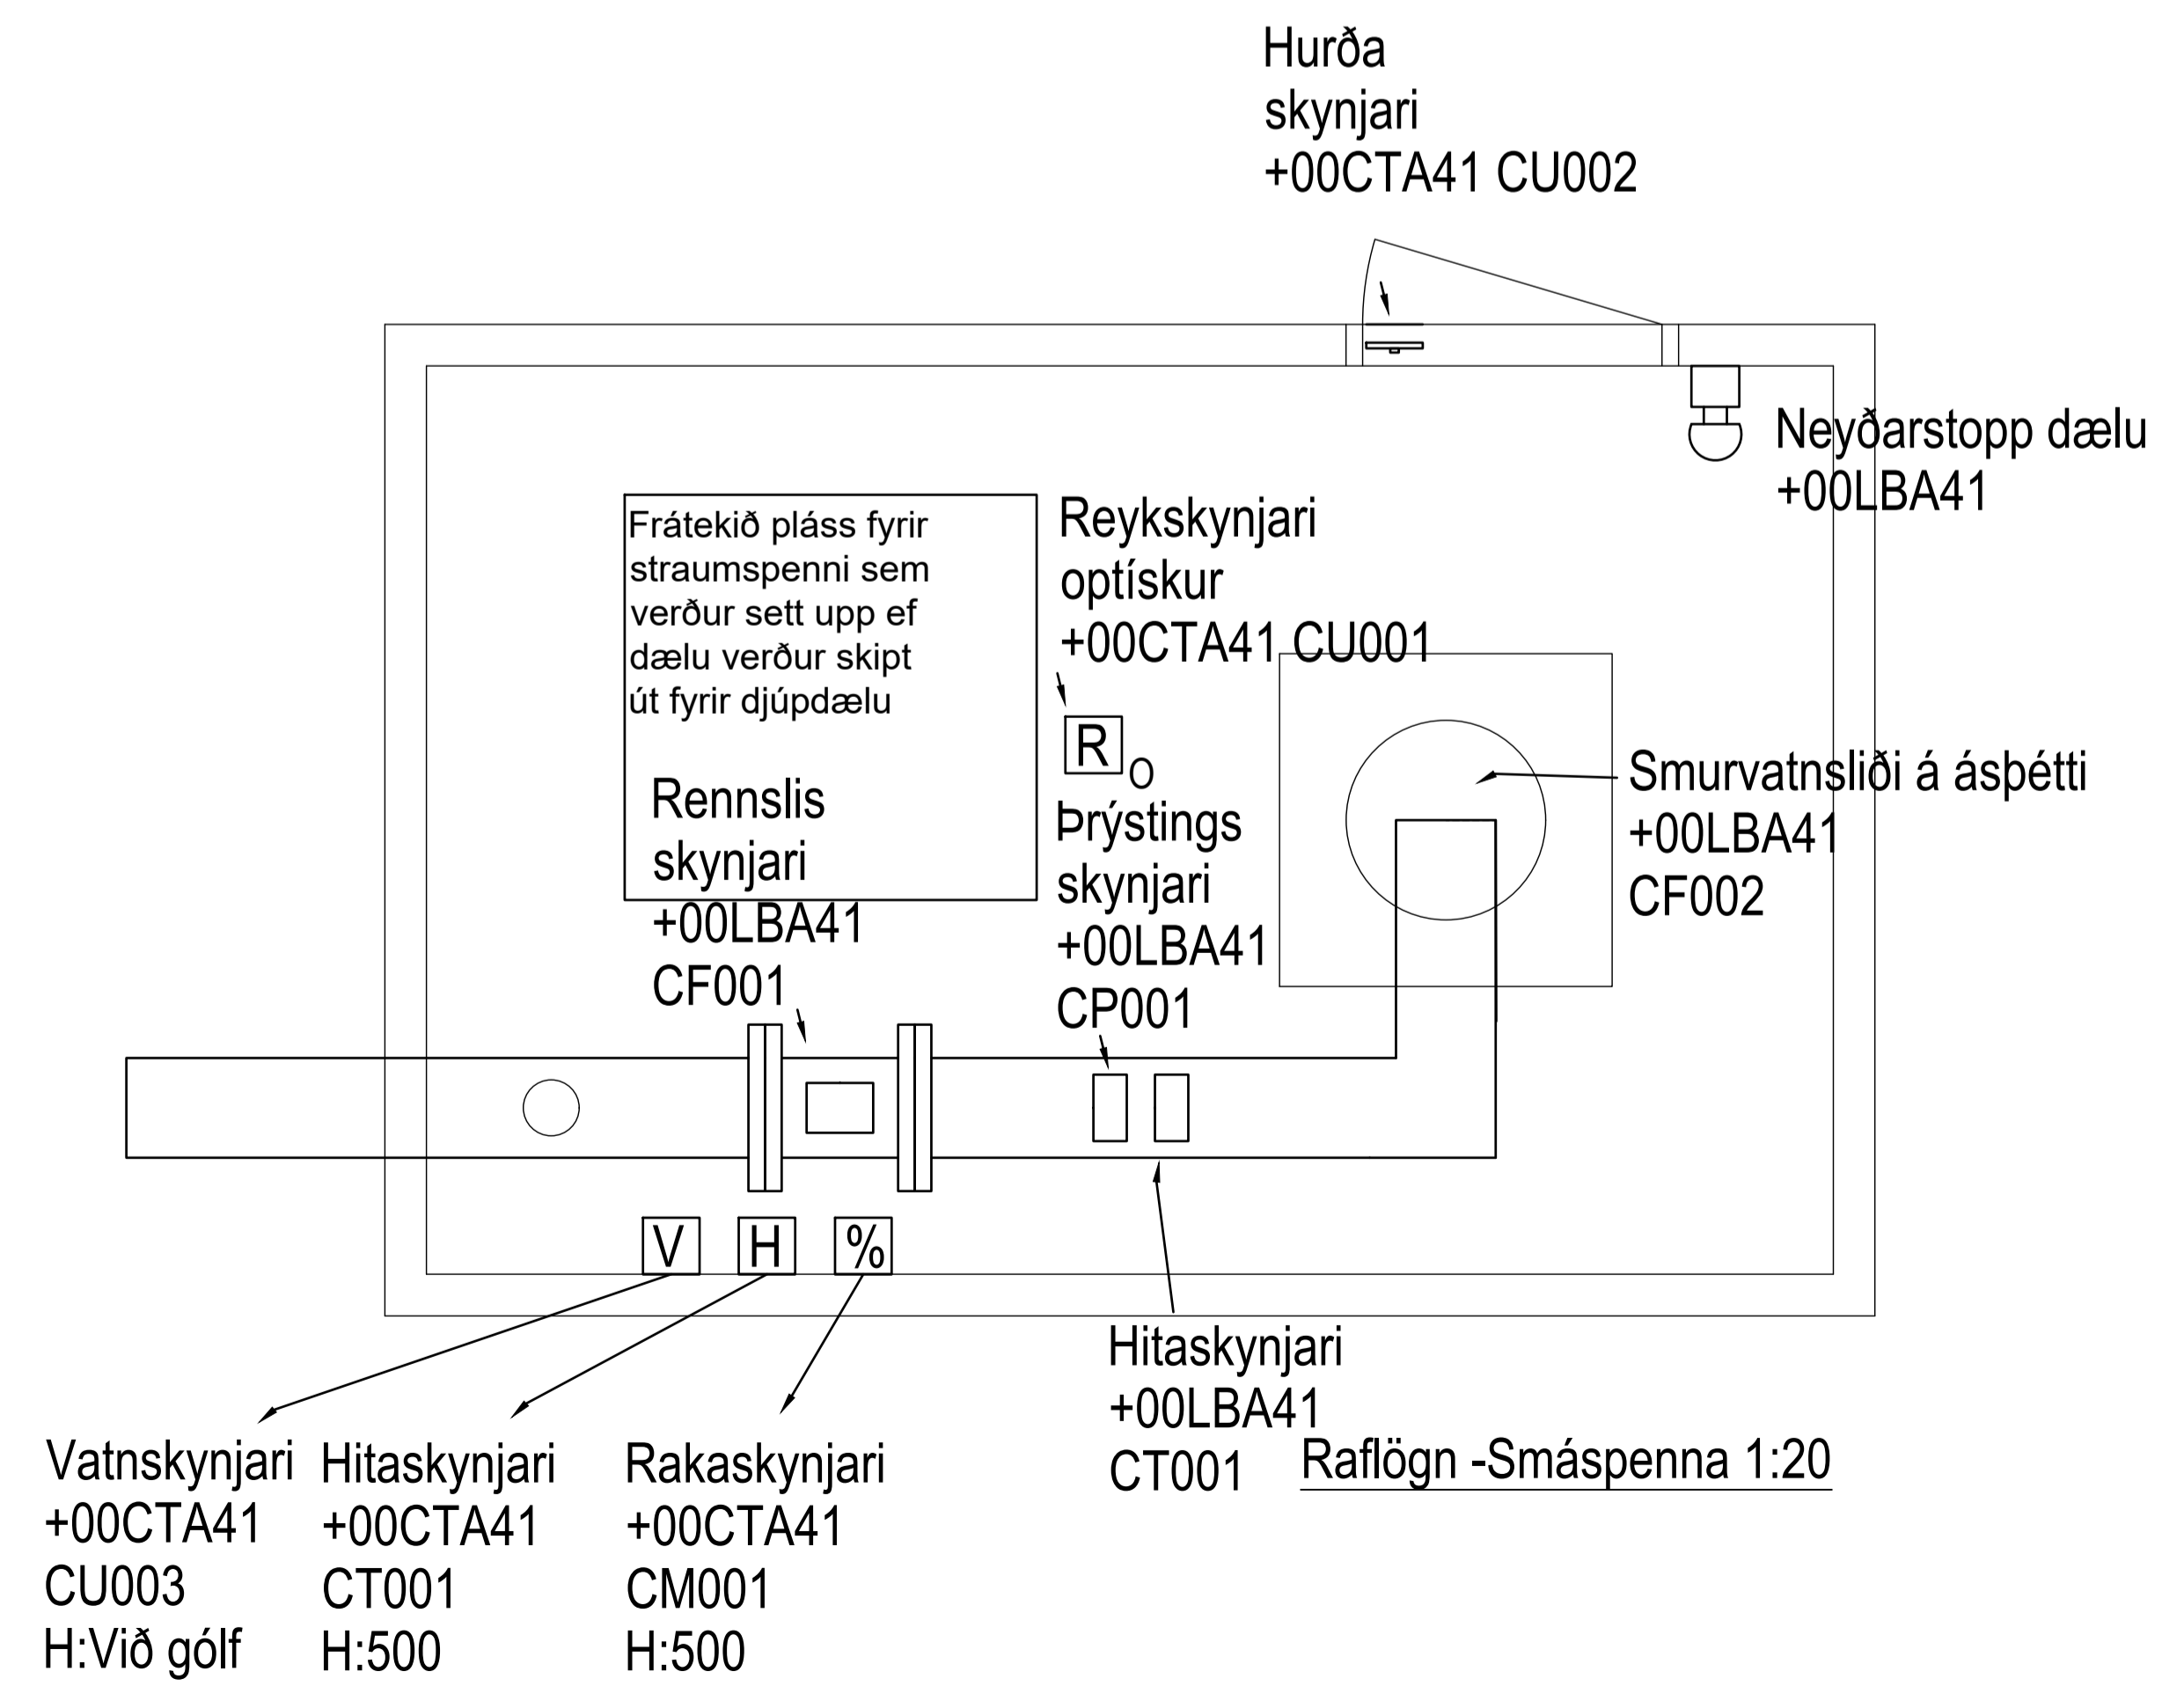 Hurða
skynjari
+00CTA41 CU002
Neyðarstopp dælu
+00LBA41
Frátekið pláss fyrir
straumspenni sem
verður sett upp ef
dælu verður skipt
út fyrir djúpdælu
Reykskynjari
optískur
+00CTA41 CU001
R
O
Rennslis
skynjari
+00LBA41
CF001
Þrýstings
skynjari
+00LBA41
CP001
Smurvatnsliði á ásþétti
+00LBA41
CF002
V
H
%
Hitaskynjari
+00LBA41
CT001
Vatnskynjari
+00CTA41
CU003
H:Við gólf
Hitaskynjari
+00CTA41
CT001
H:500
Rakaskynjari
+00CTA41
CM001
H:500
Raflögn -Smáspenna 1:20